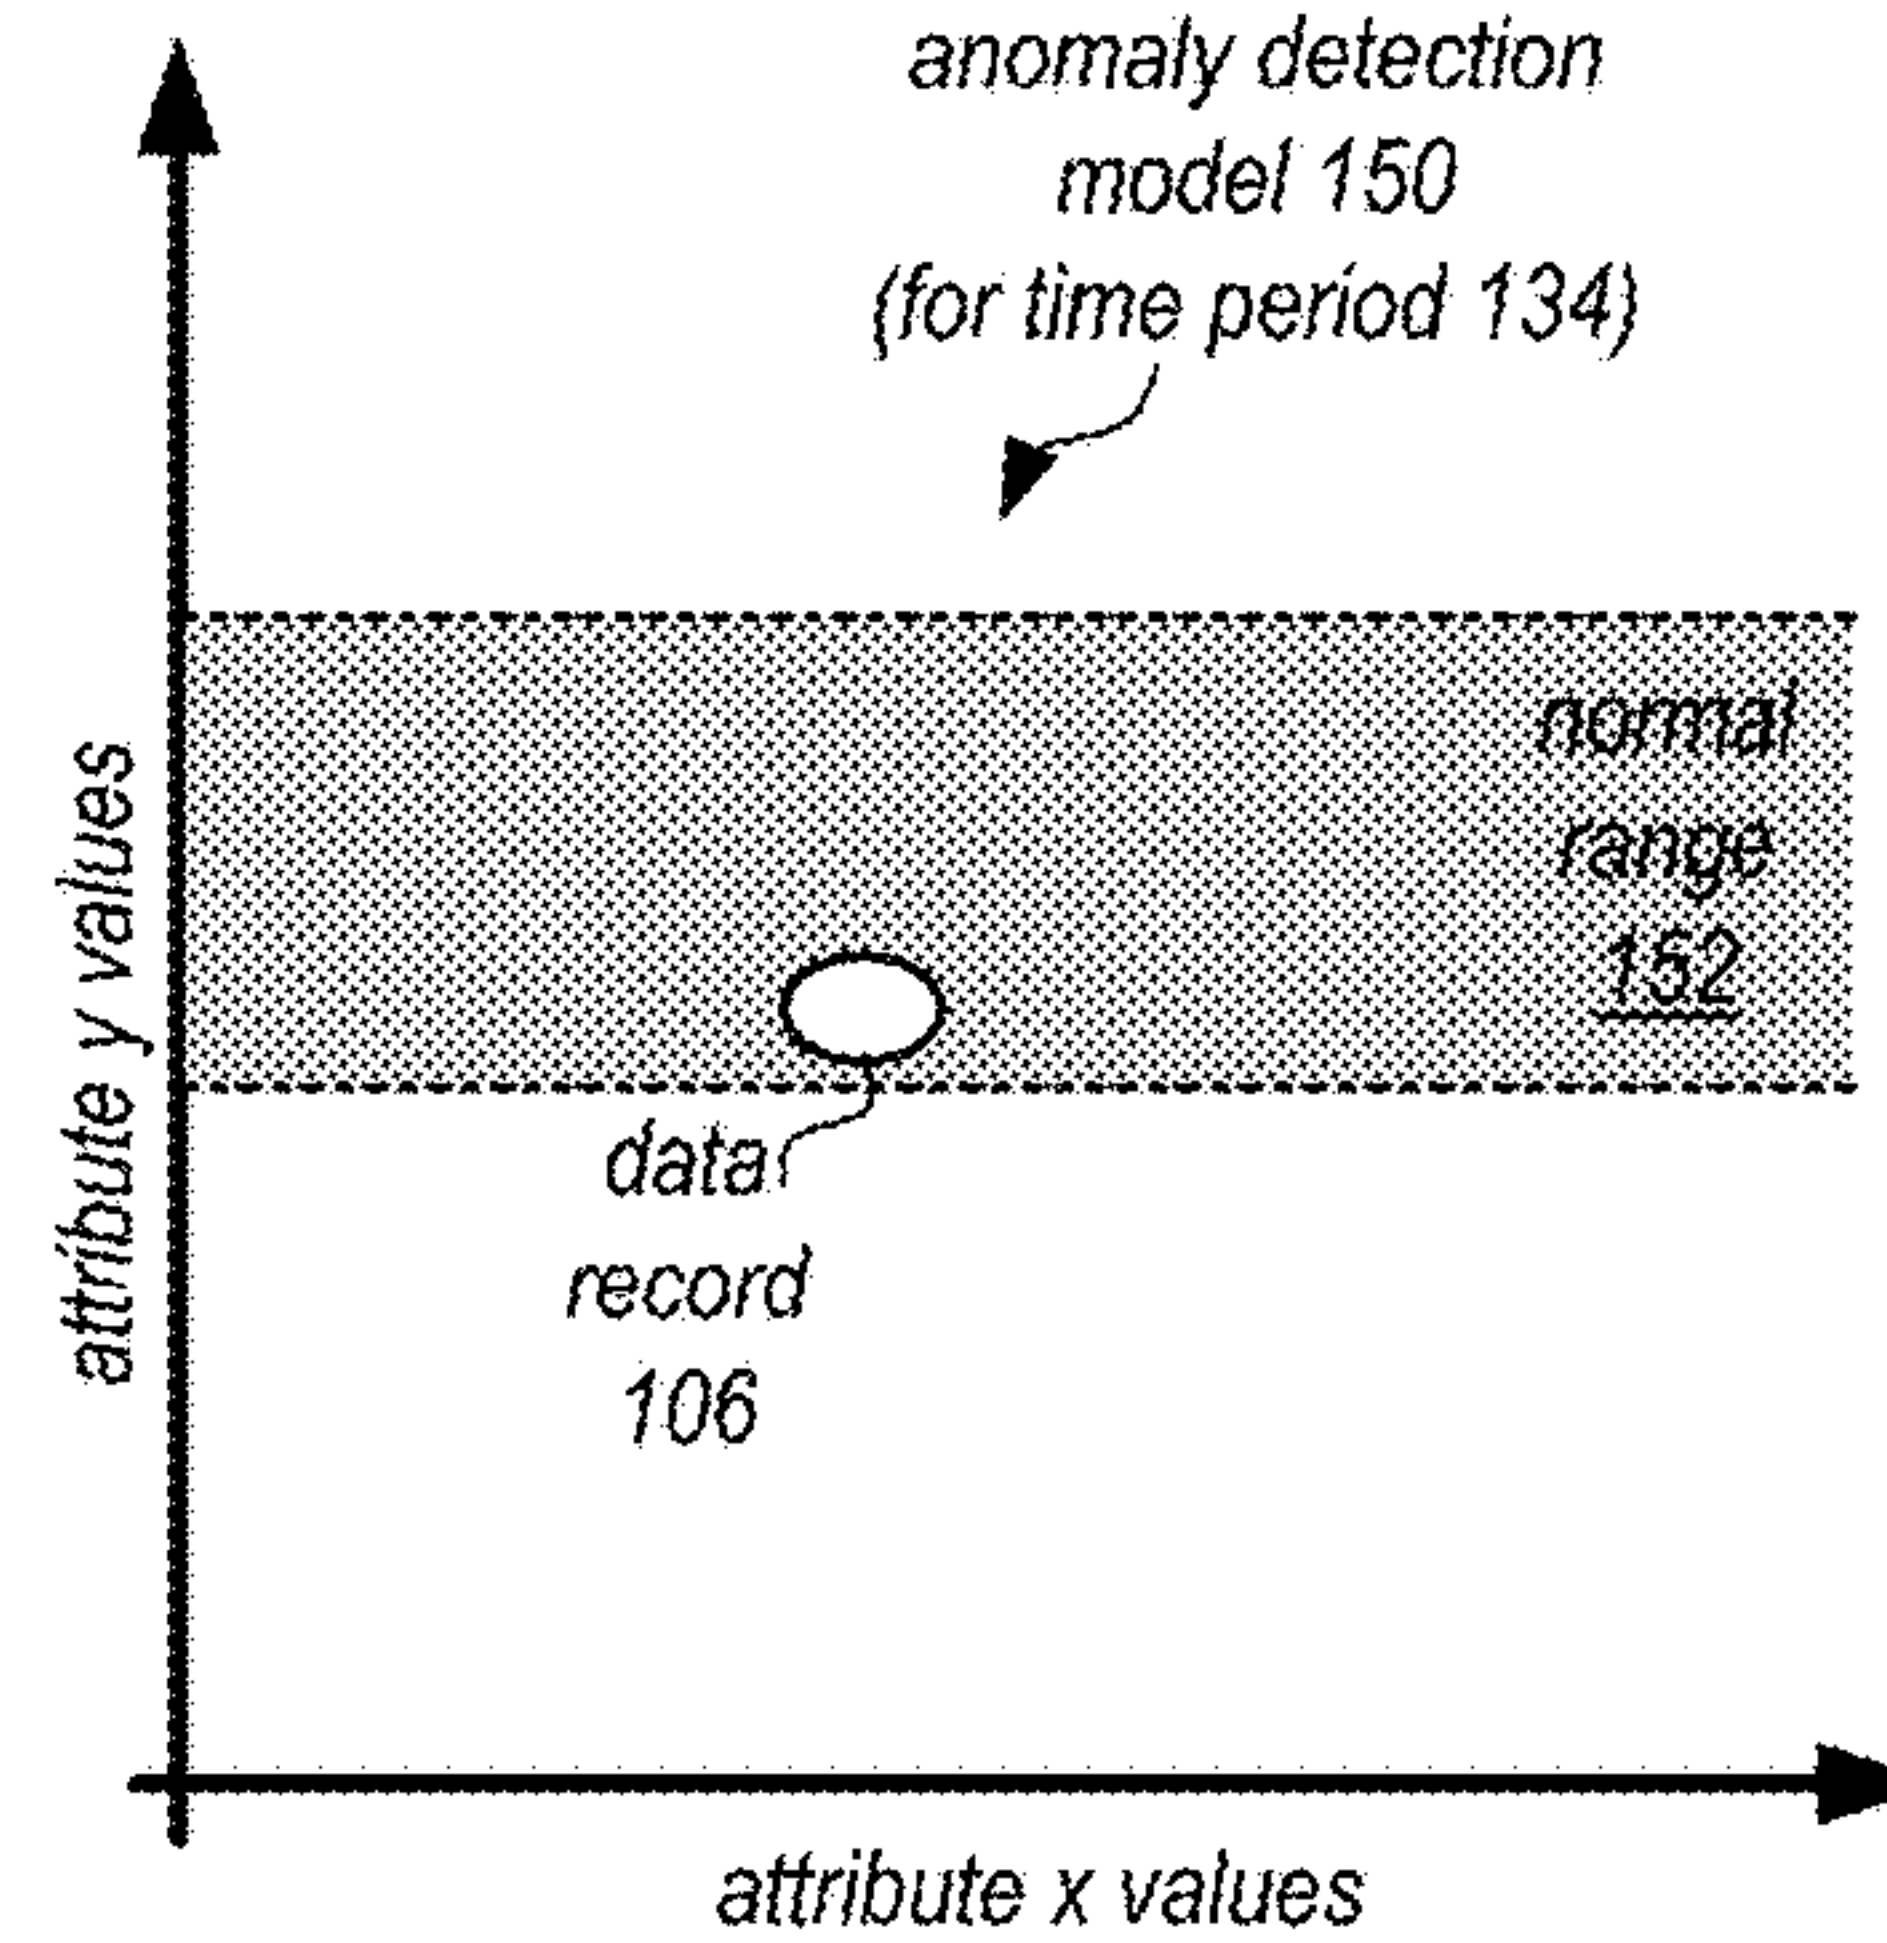 anomaly detection
model 150
(for time period 134)
normal
range
152
data
record
106
attribute y values
attribute x values